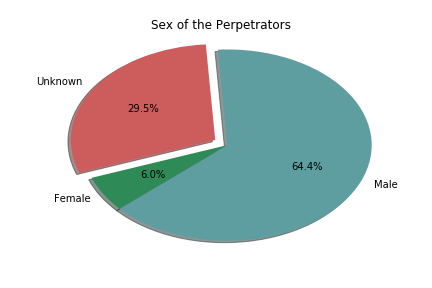 Sex of the Perpetrators
Unknown
29.5%
6.0%
Female
64.4%
Male